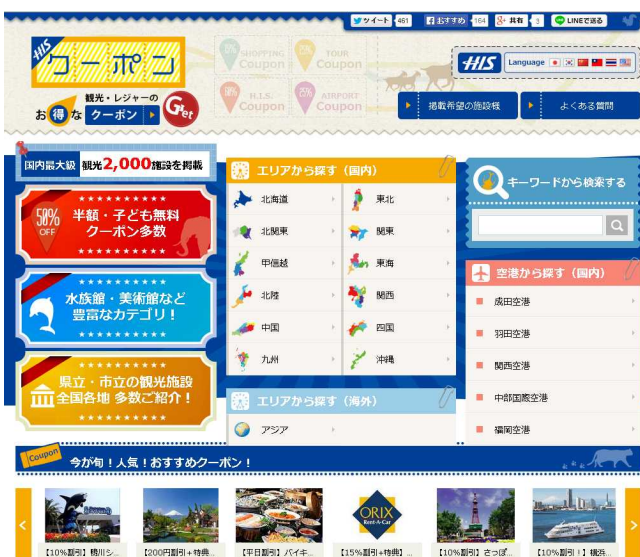 ツイート 461 おすすめ 164 8+ 共有 3 LINEで送る
HIS
クーポン
観光・レジャーの
お得な クーポン Get
15% SHOPPING Coupon
25% TOUR Coupon
H.I.S. Coupon
AIRPORT Coupon
HIS Language
掲載希望の施設様
よくある質問
国内最大級 観光2,000施設を掲載
50% OFF
半額・子ども無料
クーポン多数
水族館・美術館など
豊富なカテゴリ！
県立・市立の観光施設
全国各地 多数ご紹介！
エリアから探す（国内）
北海道 東北
北関東 関東
甲信越 東海
北陸 関西
中国 四国
九州 沖縄
エリアから探す（海外）
アジア
キーワードから検索する
空港から探す（国内）
成田空港
羽田空港
関西空港
中部国際空港
福岡空港
Coupon 今が旬！人気！おすすめクーポン！
ORIX
Rent-A-Car
【10%割引】鴨川シ...
【200円割引+特典...
【平日割引】バイキ...
【15%割引+特典】...
【10%割引】さっぽ...
【10%割引！】横浜...